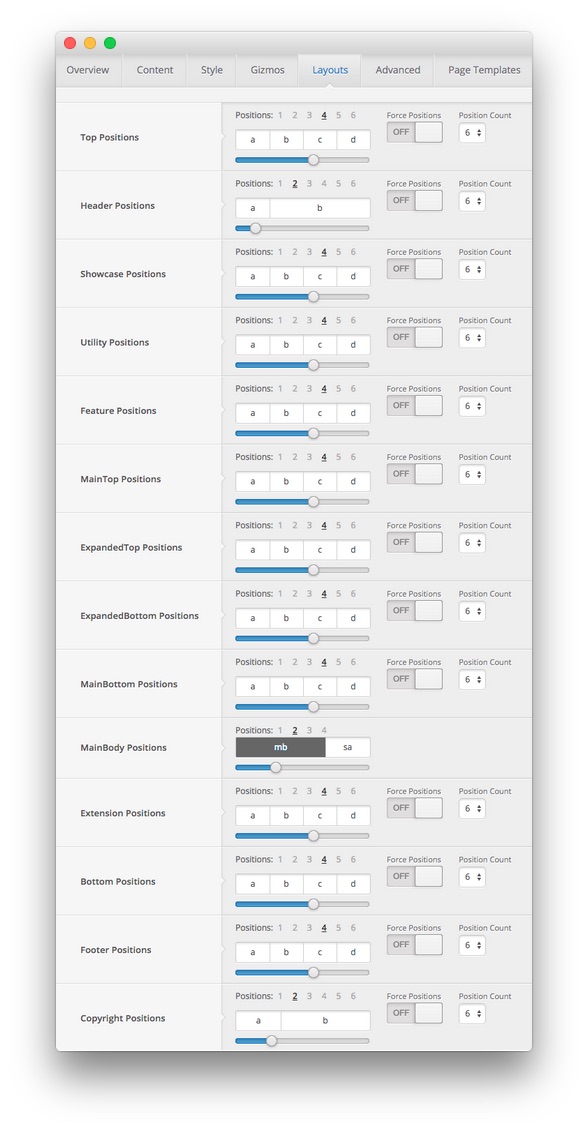 Overview Content Style Gizmos Layouts Advanced Page Templates
Positions: 1 2 3 4 5 6 Force Positions Position Count
Top Positions a b c d OFF 6
Positions: 1 2 3 4 5 6 Force Positions Position Count
Header Positions a b OFF 6
Positions: 1 2 3 4 5 6 Force Positions Position Count
Showcase Positions a b c d OFF 6
Positions: 1 2 3 4 5 6 Force Positions Position Count
Utility Positions a b c d OFF 6
Positions: 1 2 3 4 5 6 Force Positions Position Count
Feature Positions a b c d OFF 6
Positions: 1 2 3 4 5 6 Force Positions Position Count
MainTop Positions a b c d OFF 6
Positions: 1 2 3 4 5 6 Force Positions Position Count
ExpandedTop Positions a b c d OFF 6
Positions: 1 2 3 4 5 6 Force Positions Position Count
ExpandedBottom Positions a b c d OFF 6
Positions: 1 2 3 4 5 6 Force Positions Position Count
MainBottom Positions a b c d OFF 6
Positions: 1 2 3 4
MainBody Positions mb sa
Positions: 1 2 3 4 5 6 Force Positions Position Count
Extension Positions a b c d OFF 6
Positions: 1 2 3 4 5 6 Force Positions Position Count
Bottom Positions a b c d OFF 6
Positions: 1 2 3 4 5 6 Force Positions Position Count
Footer Positions a b c d OFF 6
Positions: 1 2 3 4 5 6 Force Positions Position Count
Copyright Positions a b OFF 6